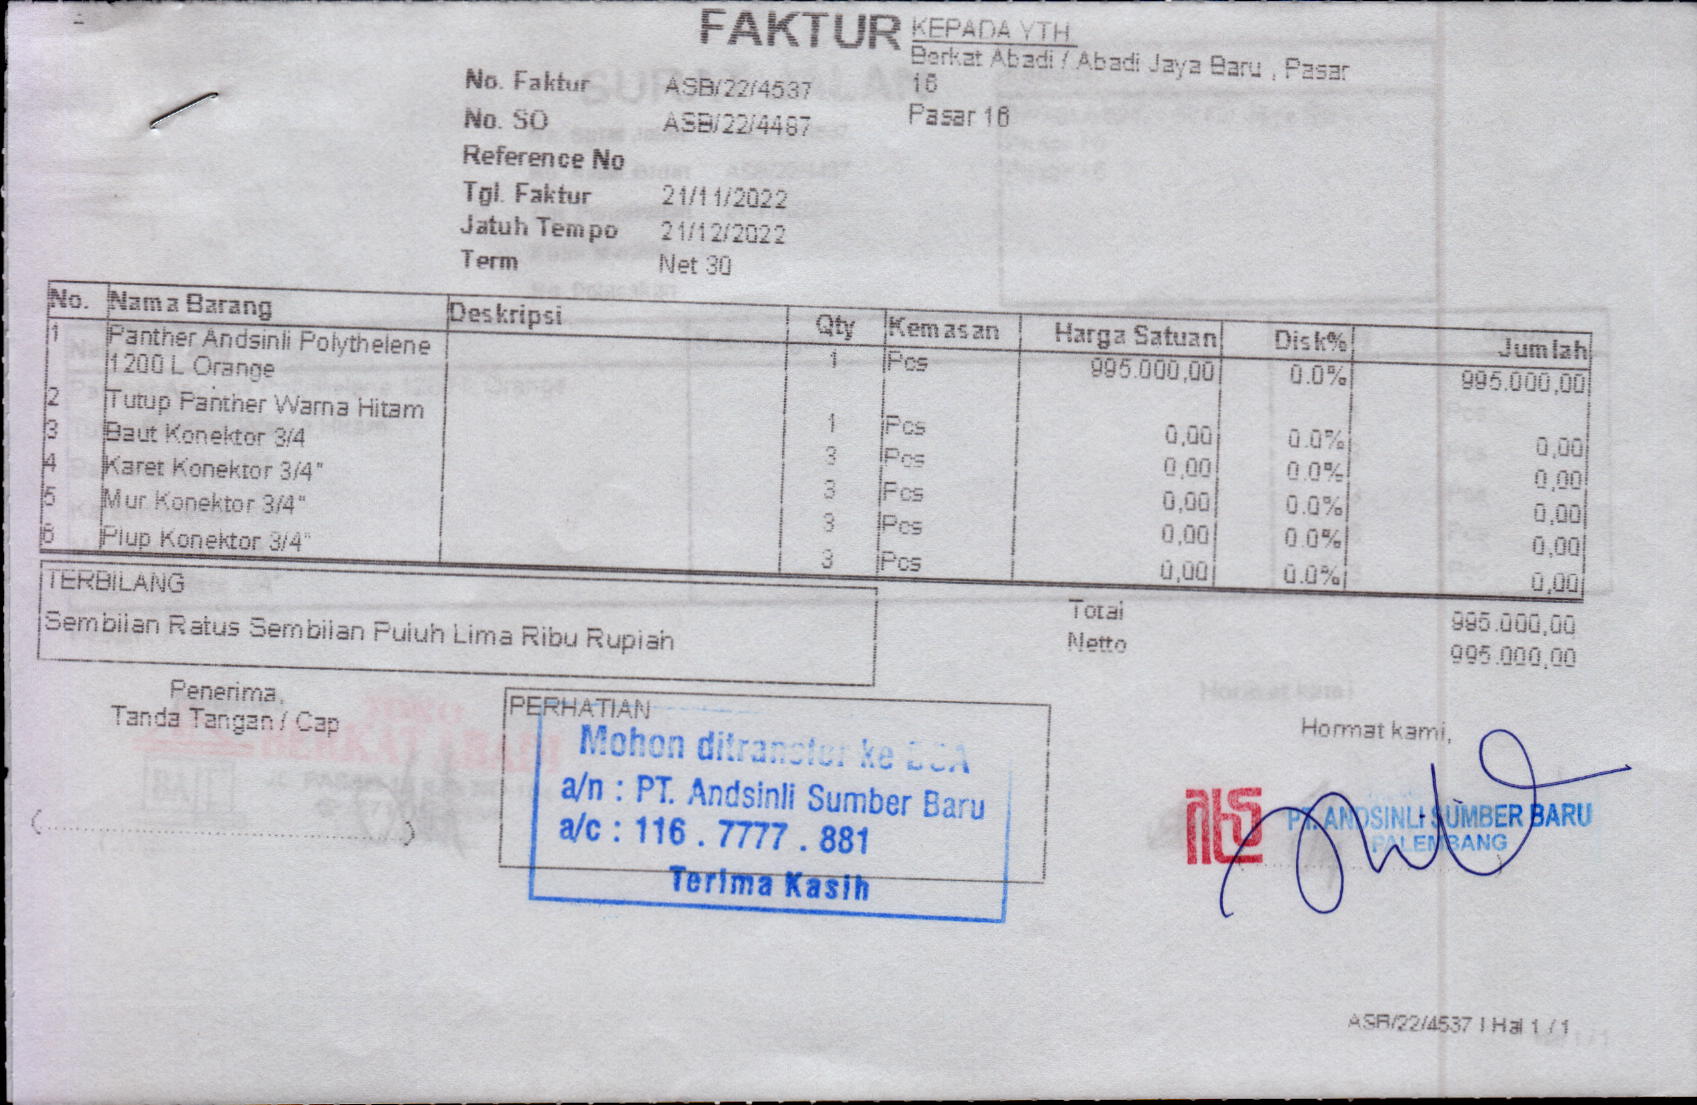 FAKTUR
KEPADA YTH
Berkat Abadi / Abadi Jaya Baru , Pasar
16
Pasar 16
No. Faktur ASB/22/4537
No. SO ASB/22/4487
Reference No
Tgl. Faktur 21/11/2022
Jatuh Tempo 21/12/2022
Term Net 30
No. Nama Barang Deskripsi Qty Kemasan Harga Satuan Disk% Jumlah
1 Panther Andsinli Polythelene 1 Pcs 995.000,00 0.0% 995.000,00
1200 L Orange
2 Tutup Panther Warna Hitam 1 Pcs 0,00 0.0% 0,00
3 Baut Konektor 3/4 3 Pcs 0,00 0.0% 0,00
4 Karet Konektor 3/4" 3 Pcs 0,00 0.0% 0,00
5 Mur Konektor 3/4" 3 Pcs 0,00 0.0% 0,00
6 Plup Konektor 3/4" 3 Pcs 0,00 0.0% 0,00
TERBILANG
Sembilan Ratus Sembilan Puluh Lima Ribu Rupiah
Total 995.000,00
Netto 995.000,00
Penerima,
Tanda Tangan / Cap
PERHATIAN
Mohon ditransfer ke BCA
a/n : PT. Andsinli Sumber Baru
a/c : 116 . 7777 . 881
Terima Kasih
Hormat kami,
PT. ANDSINLI SUMBER BARU
PALEMBANG
ASB/22/4537 | Hal 1 / 1